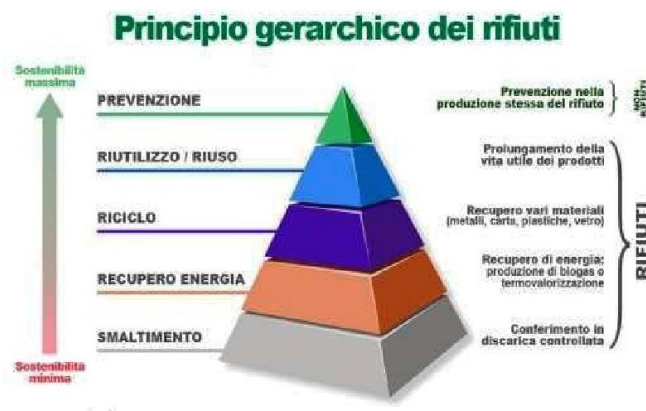 Principio gerarchico dei rifiuti
Sostenibilità
massima
PREVENZIONE
Prevenzione nella
produzione stessa del rifiuto
NON
RIFIUTI
RIUTILIZZO / RIUSO
Prolungamento della
vita utile dei prodotti
RICICLO
Recupero vari materiali
(metalli, carta, plastiche, vetro)
RIFIUTI
RECUPERO ENERGIA
Recupero di energia:
produzione di biogas e
termovalorizzazione
SMALTIMENTO
Conferimento in
discarica controllata
Sostenibilità
minima